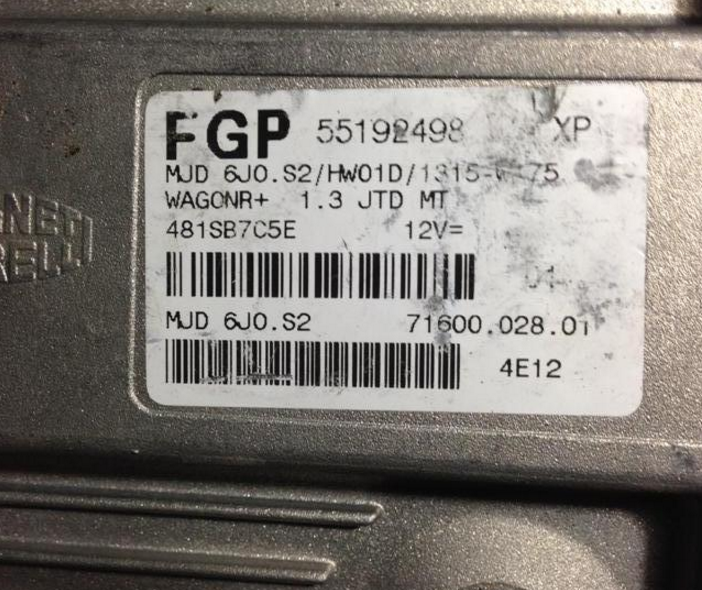 FGP 55192498 XP
MJD 6J0.S2/HW01D/1315-
WAGONR+ 1.3 JTD MT
481SB7C5E 12V=
MJD 6J0.S2 71600.028.01
4E12